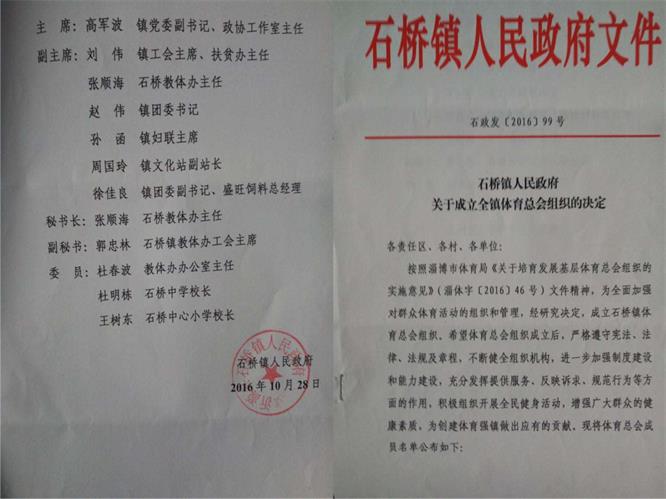 主  席：高军波  镇党委副书记、政协工作室主任
副主席：刘  伟  镇工会主席、扶贫办主任
张顺海  石桥教体办主任
赵  伟  镇团委书记
孙  函  镇妇联主席
周国玲  镇文化站副站长
徐佳良  镇团委副书记、盛旺饲料总经理
秘书长：张顺海  石桥教体办主任
副秘书：郭忠林  石桥镇教体办工会主席
委  员：杜春波  教体办办公室主任
杜明栋  石桥中学校长
王树东  石桥中心小学校长
石桥镇人民政府
2016年10月28日
石桥镇人民政府文件
石政发〔2016〕99号
石桥镇人民政府
关于成立全镇体育总会组织的决定
各责任区、各村、各单位：
按照淄博市体育局《关于培育发展基层体育总会组织的
实施意见》（淄体字〔2016〕46号）文件精神，为全面加强
对群众体育活动的组织和管理，经研究决定，成立石桥镇体
育总会组织。希望体育总会组织成立后，严格遵守宪法、法
律、法规及章程，不断健全组织机构，进一步加强制度建设
和能力建设，充分发挥提供服务、反映诉求、规范行为等方
面的作用，积极组织开展全民健身活动，增强广大群众的健
康素质，为创建体育强镇做出应有的贡献。现将体育总会成
员名单公布如下：